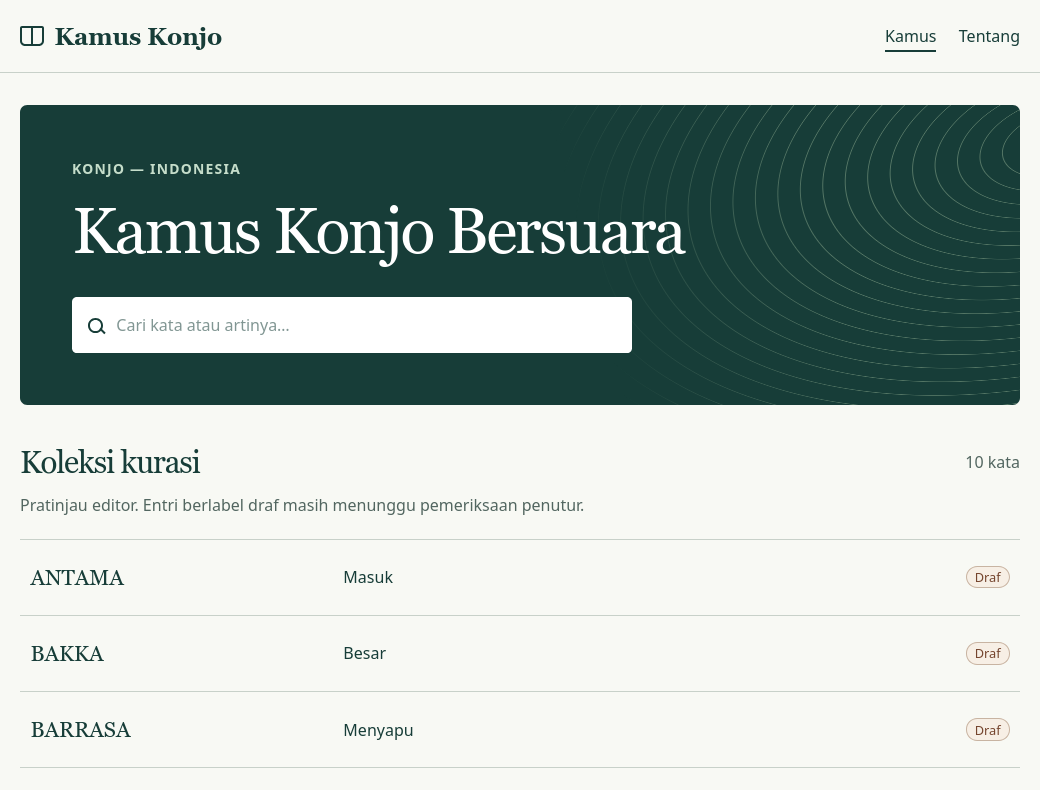 Kamus Konjo
Kamus Tentang
KONJO — INDONESIA
Kamus Konjo Bersuara
Cari kata atau artinya...
Koleksi kurasi
10 kata
Pratinjau editor. Entri berlabel draf masih menunggu pemeriksaan penutur.
ANTAMA Masuk Draf
BAKKA Besar Draf
BARRASA Menyapu Draf